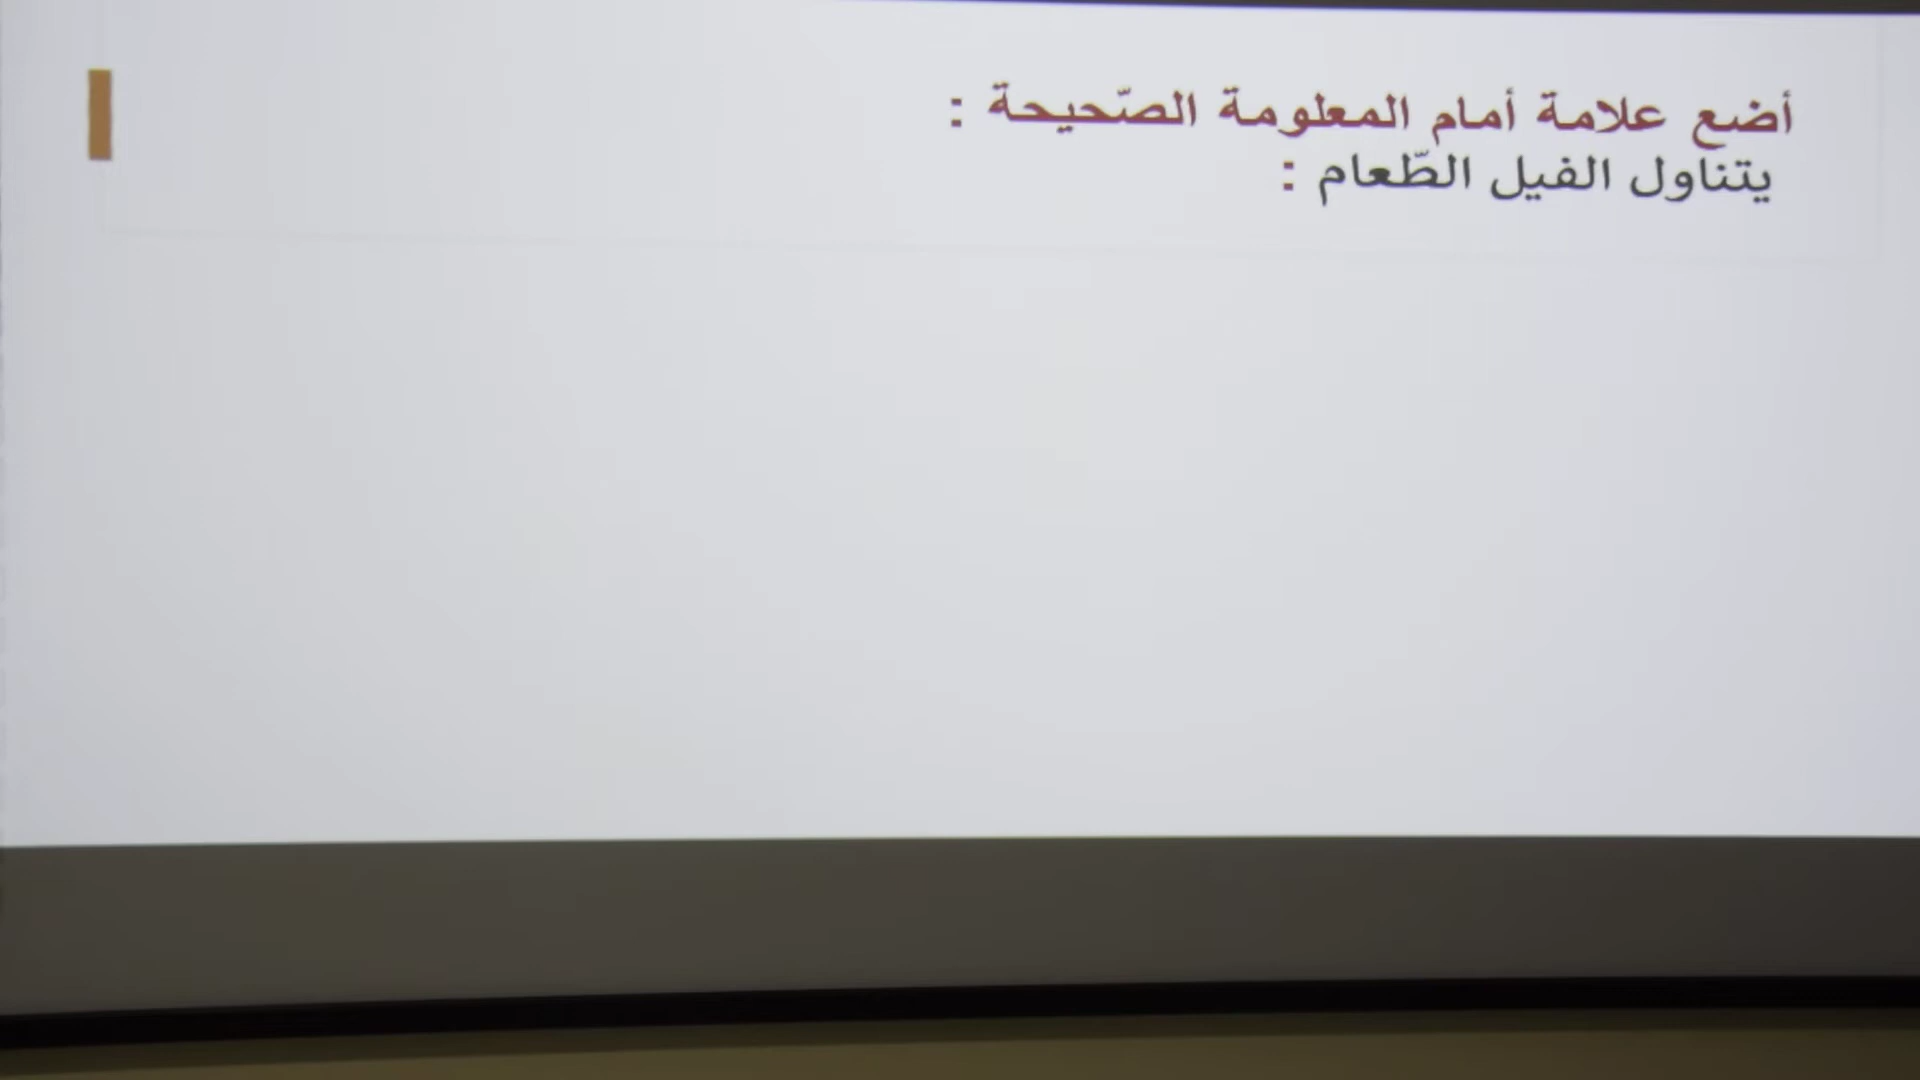 أضع علامة أمام المعلومة الصّحيحة :
يتناول الفيل الطّعام :